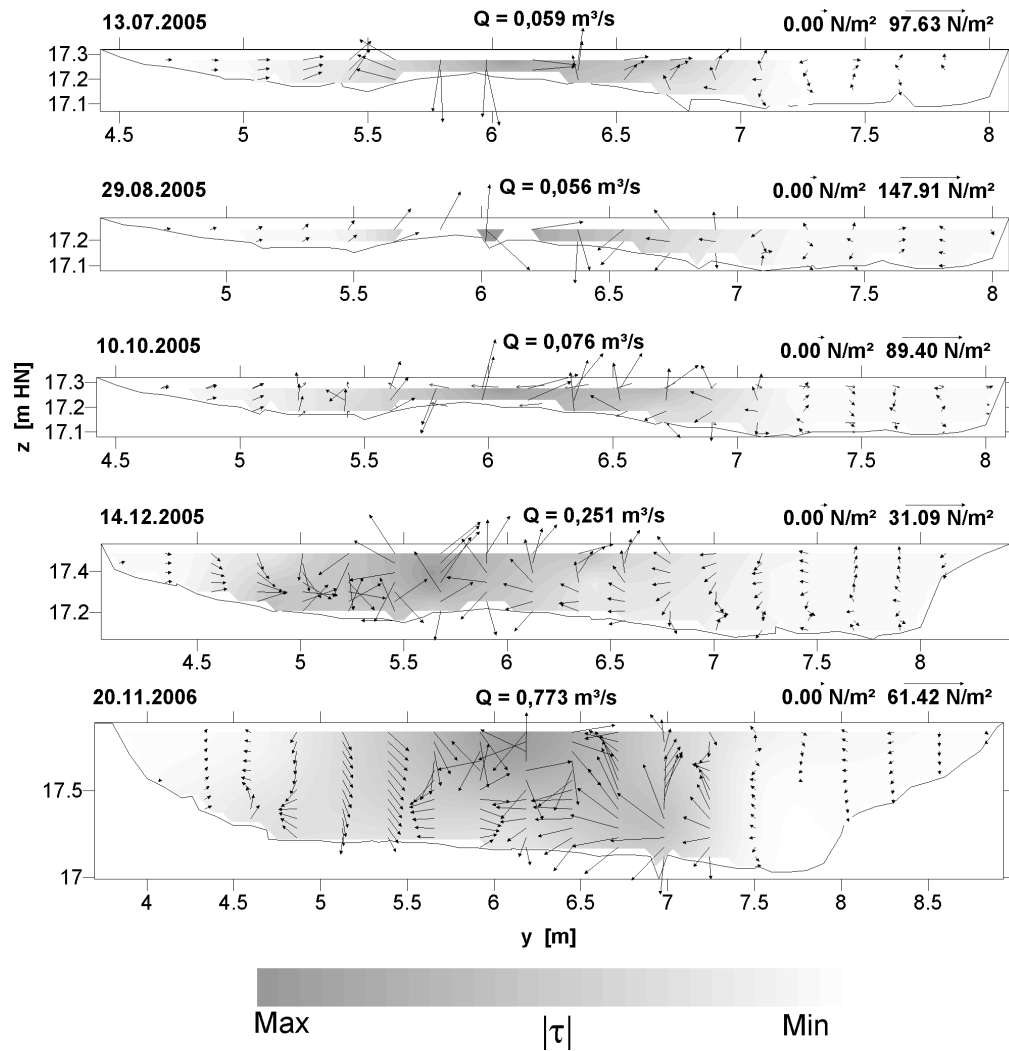 13.07.2005 Q = 0,059 m³/s 0.00 N/m² 97.63 N/m²
17.3
17.2
17.1
4.5 5 5.5 6 6.5 7 7.5 8
29.08.2005 Q = 0,056 m³/s 0.00 N/m² 147.91 N/m²
17.2
17.1
5 5.5 6 6.5 7 7.5 8
10.10.2005 Q = 0,076 m³/s 0.00 N/m² 89.40 N/m²
17.3
17.2
17.1
4.5 5 5.5 6 6.5 7 7.5 8
z [m HN]
14.12.2005 Q = 0,251 m³/s 0.00 N/m² 31.09 N/m²
17.4
17.2
4.5 5 5.5 6 6.5 7 7.5 8
20.11.2006 Q = 0,773 m³/s 0.00 N/m² 61.42 N/m²
17.5
17
4 4.5 5 5.5 6 6.5 7 7.5 8 8.5
y [m]
Max |τ| Min